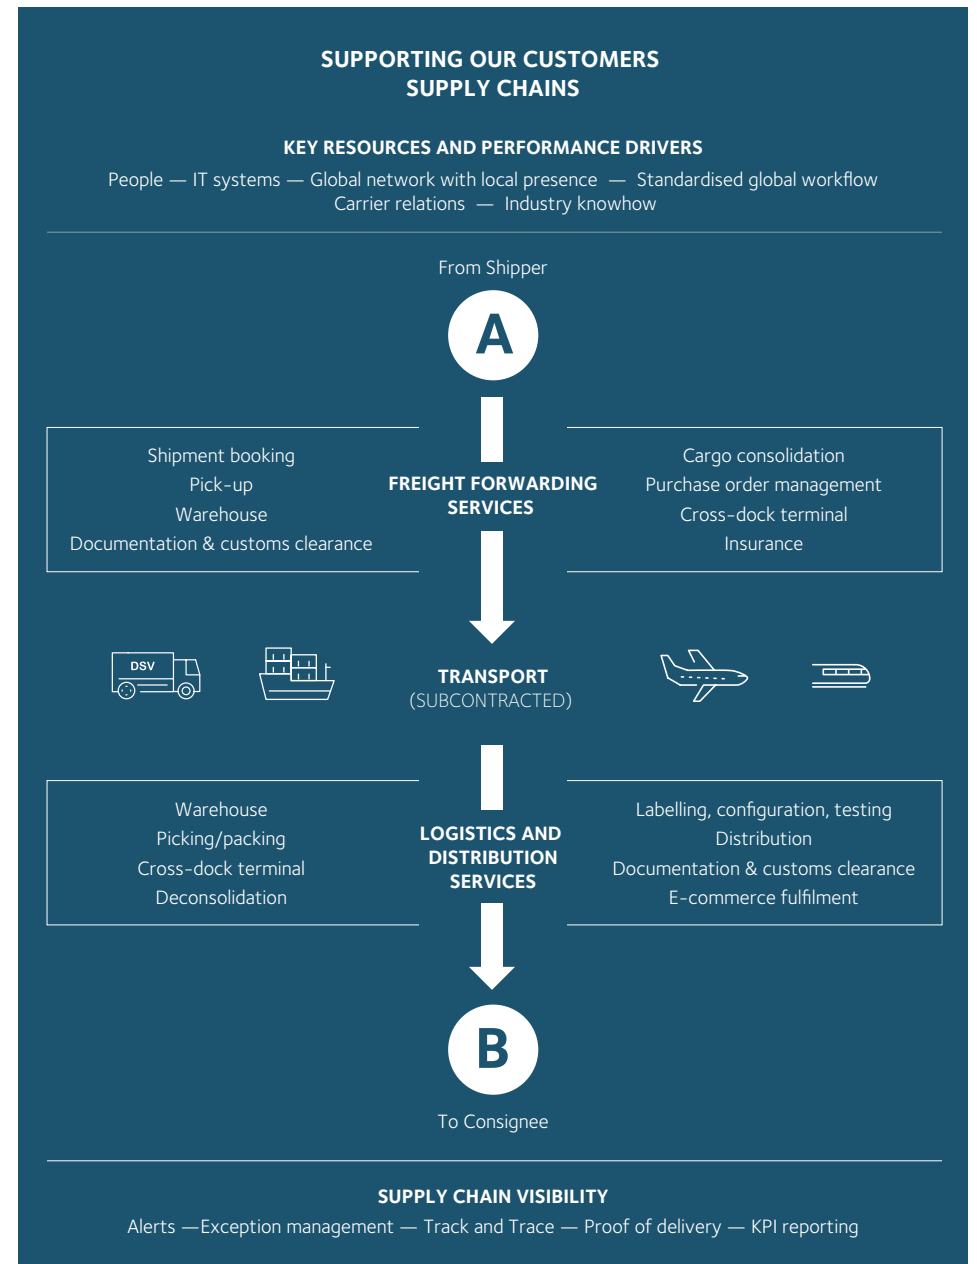 SUPPORTING OUR CUSTOMERS
SUPPLY CHAINS
KEY RESOURCES AND PERFORMANCE DRIVERS
People — IT systems — Global network with local presence — Standardised global workflow
Carrier relations — Industry knowhow
From Shipper
A
Shipment booking
Pick-up
Warehouse
Documentation & customs clearance
FREIGHT FORWARDING
SERVICES
Cargo consolidation
Purchase order management
Cross-dock terminal
Insurance
DSV
TRANSPORT
(SUBCONTRACTED)
Warehouse
Picking/packing
Cross-dock terminal
Deconsolidation
LOGISTICS AND
DISTRIBUTION
SERVICES
Labelling, configuration, testing
Distribution
Documentation & customs clearance
E-commerce fulfilment
B
To Consignee
SUPPLY CHAIN VISIBILITY
Alerts —Exception management — Track and Trace — Proof of delivery — KPI reporting